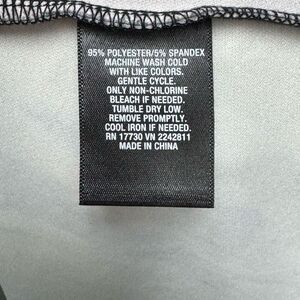 95% POLYESTER/5% SPANDEX
MACHINE WASH COLD
WITH LIKE COLORS.
GENTLE CYCLE.
ONLY NON-CHLORINE
BLEACH IF NEEDED.
TUMBLE DRY LOW.
REMOVE PROMPTLY.
COOL IRON IF NEEDED.
RN 17730 VN 2242811
MADE IN CHINA